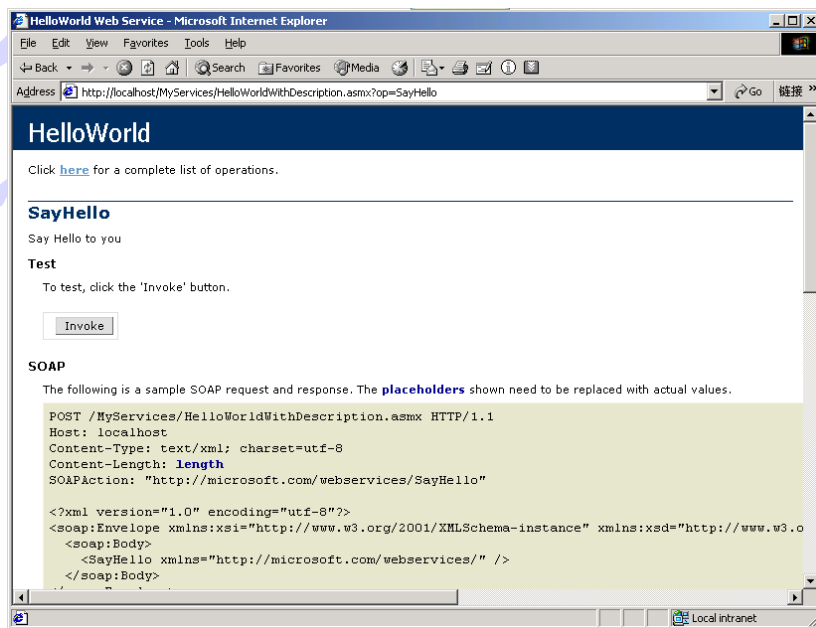 HelloWorld Web Service - Microsoft Internet Explorer
File Edit View Favorites Tools Help
Back Search Favorites Media
Address http://localhost/MyServices/HelloWorldWithDescription.asmx?op=SayHello Go 链接 »
HelloWorld
Click here for a complete list of operations.
SayHello
Say Hello to you
Test
To test, click the 'Invoke' button.
Invoke
SOAP
The following is a sample SOAP request and response. The placeholders shown need to be replaced with actual values.
POST /MyServices/HelloWorldWithDescription.asmx HTTP/1.1
Host: localhost
Content-Type: text/xml; charset=utf-8
Content-Length: length
SOAPAction: "http://microsoft.com/webservices/SayHello"
<?xml version="1.0" encoding="utf-8"?>
<soap:Envelope xmlns:xsi="http://www.w3.org/2001/XMLSchema-instance" xmlns:xsd="http://www.w3.o
<soap:Body>
<SayHello xmlns="http://microsoft.com/webservices/" />
</soap:Body>
Local intranet